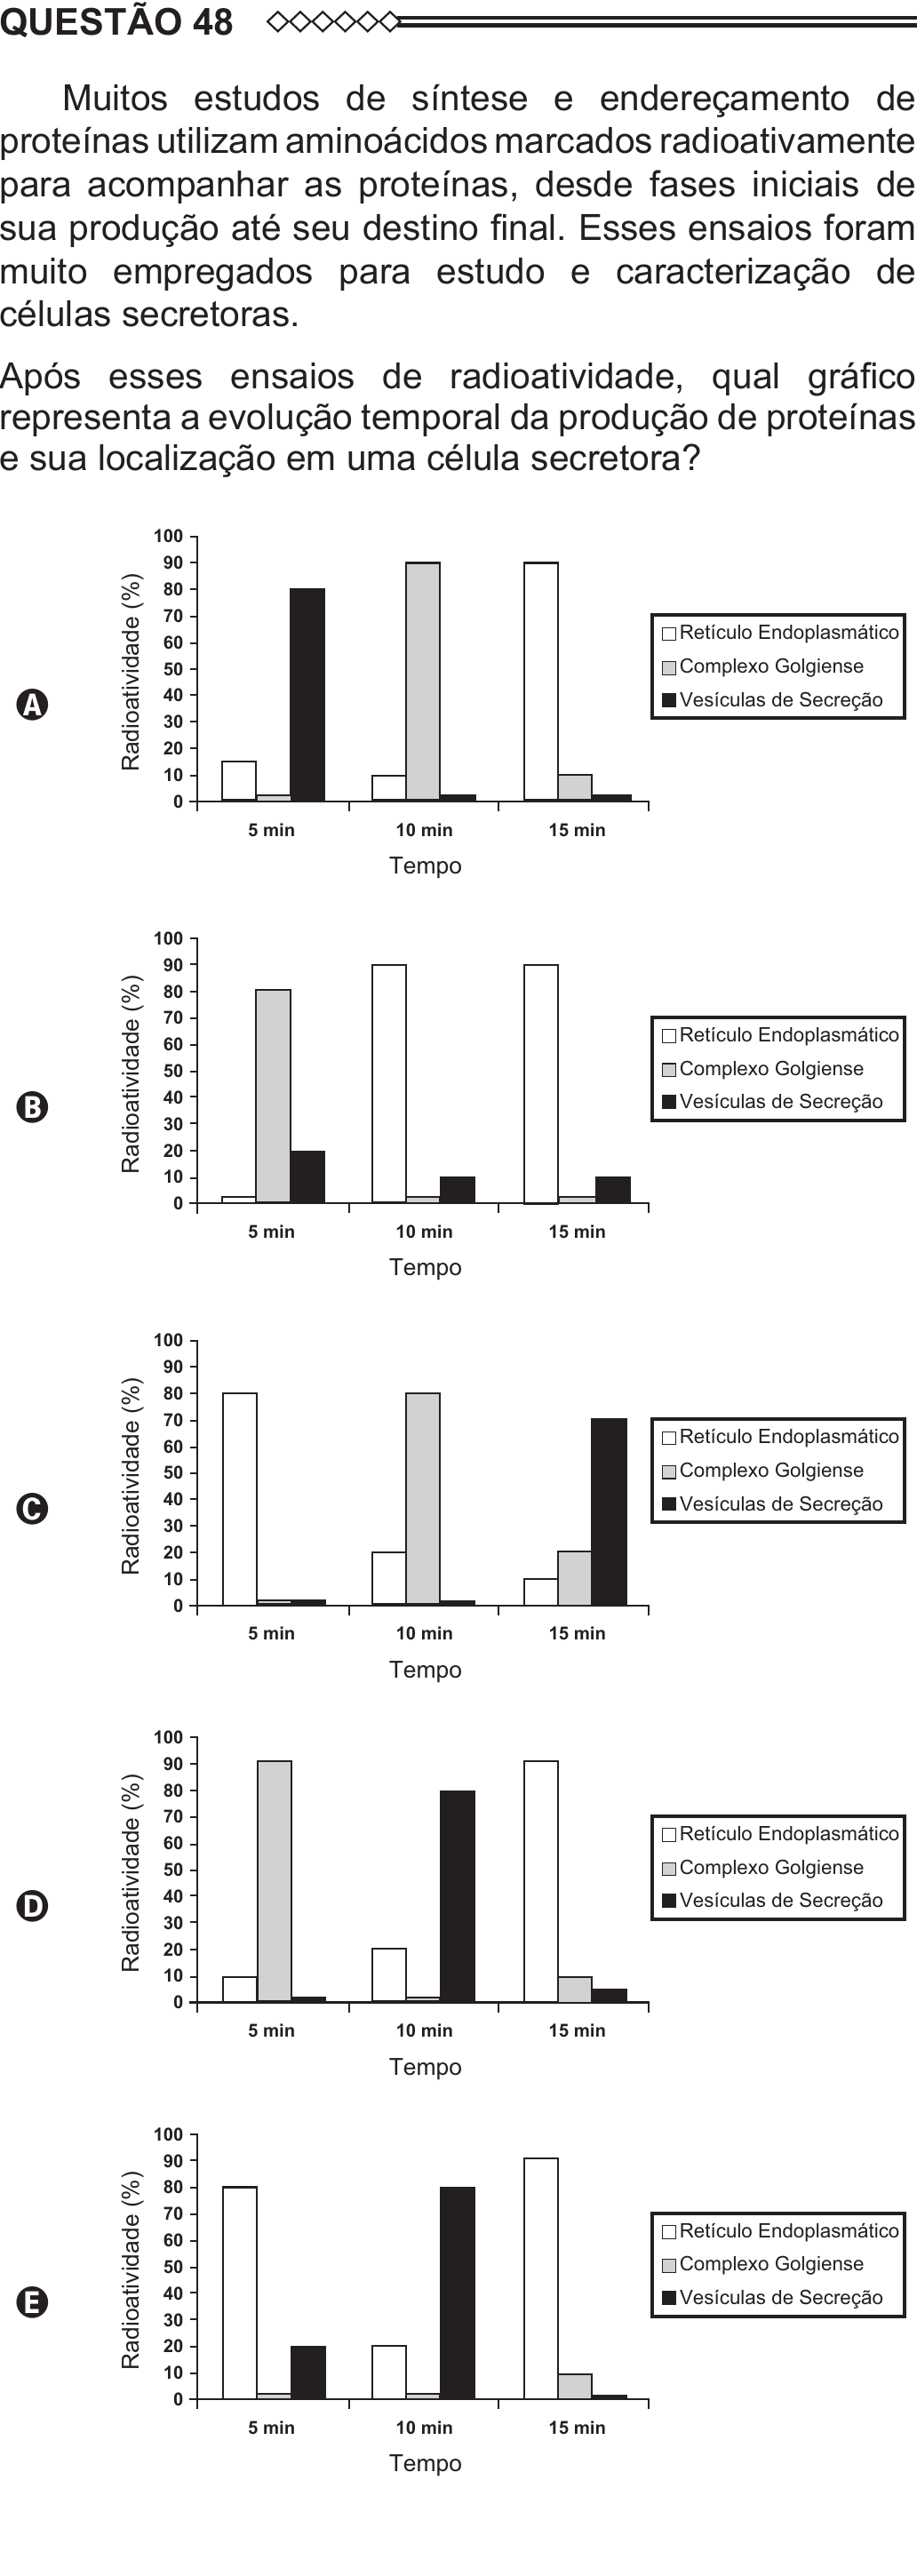 QUESTÃO 48
Muitos estudos de síntese e endereçamento de
proteínas utilizam aminoácidos marcados radioativamente
para acompanhar as proteínas, desde fases iniciais de
sua produção até seu destino final. Esses ensaios foram
muito empregados para estudo e caracterização de
células secretoras.
Após esses ensaios de radioatividade, qual gráfico
representa a evolução temporal da produção de proteínas
e sua localização em uma célula secretora?
A
Radioatividade (%)
100
90
80
70
60
50
40
30
20
10
0
5 min 10 min 15 min
Tempo
Retículo Endoplasmático
Complexo Golgiense
Vesículas de Secreção
B
Radioatividade (%)
100
90
80
70
60
50
40
30
20
10
0
5 min 10 min 15 min
Tempo
Retículo Endoplasmático
Complexo Golgiense
Vesículas de Secreção
C
Radioatividade (%)
100
90
80
70
60
50
40
30
20
10
0
5 min 10 min 15 min
Tempo
Retículo Endoplasmático
Complexo Golgiense
Vesículas de Secreção
D
Radioatividade (%)
100
90
80
70
60
50
40
30
20
10
0
5 min 10 min 15 min
Tempo
Retículo Endoplasmático
Complexo Golgiense
Vesículas de Secreção
E
Radioatividade (%)
100
90
80
70
60
50
40
30
20
10
0
5 min 10 min 15 min
Tempo
Retículo Endoplasmático
Complexo Golgiense
Vesículas de Secreção